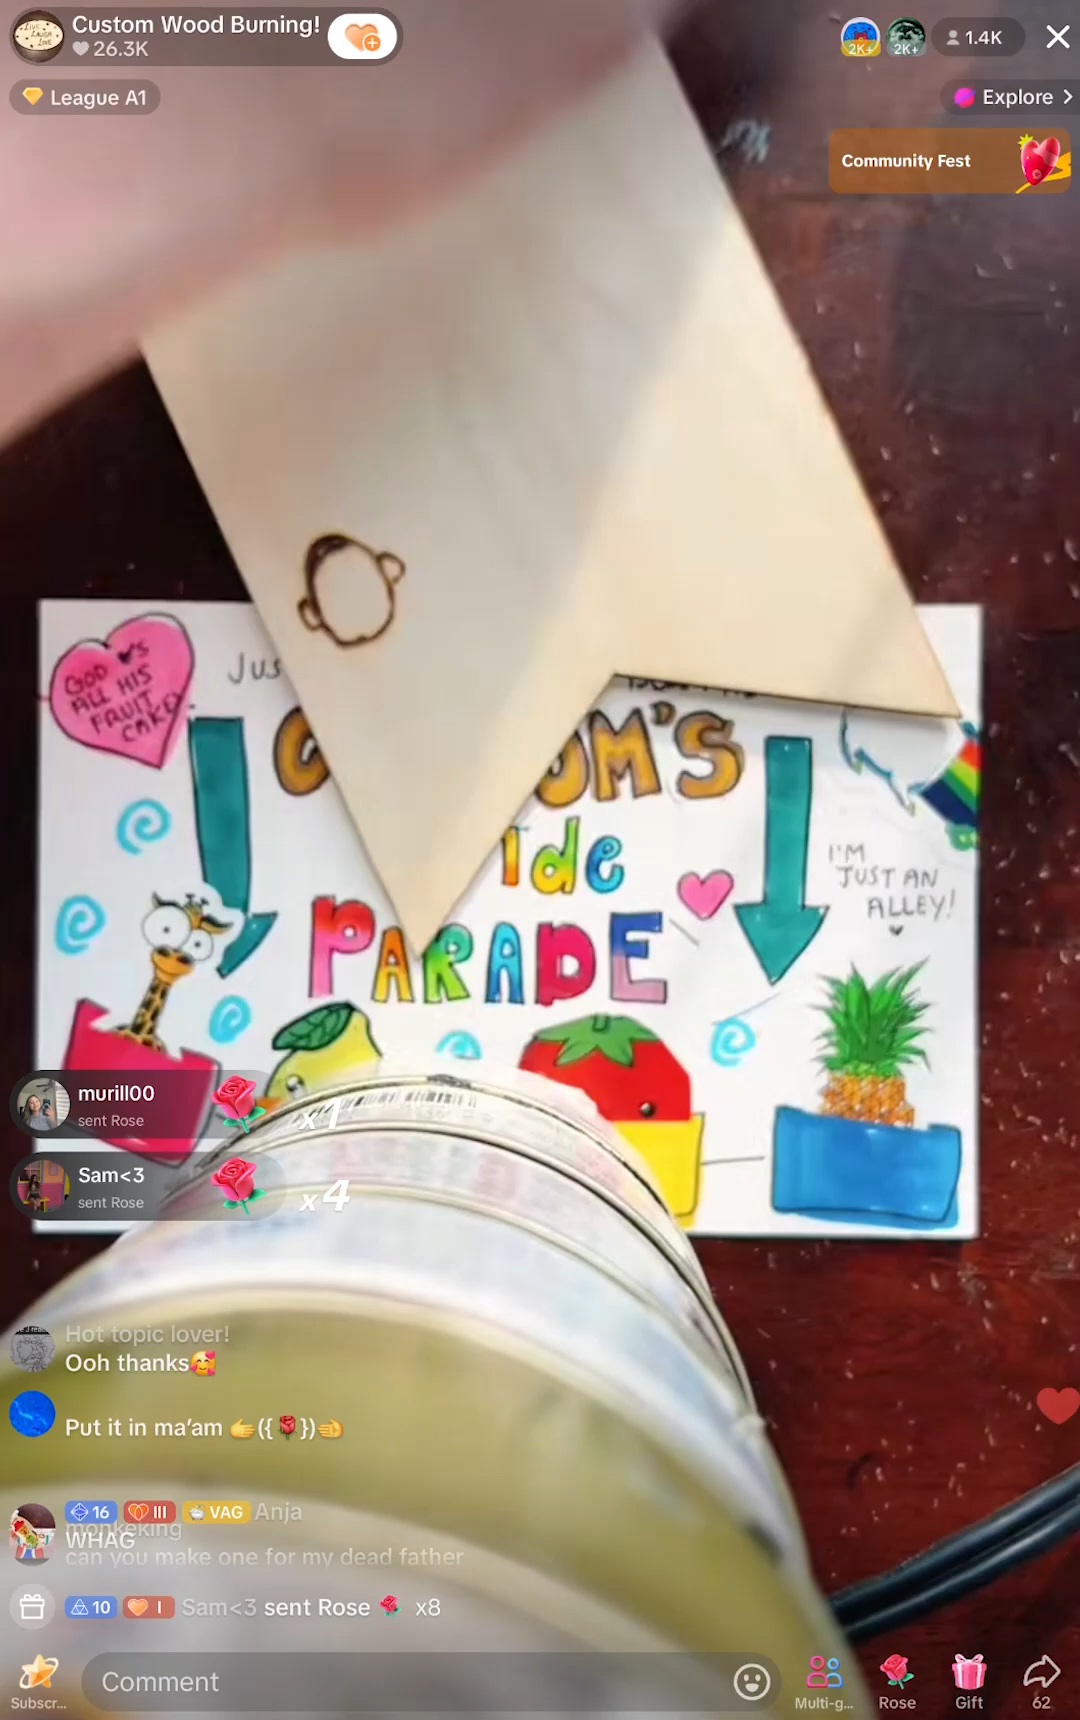 Custom Wood Burning!
26.3K
2K+
2K+
1.4K
League A1
Explore
Community Fest
GOD ♥'S
ALL HIS
FRUIT
CAKE
Jus
OM'S
ide
PARADE
I'M
JUST AN
ALLEY!
murill00
sent Rose
x1
Sam<3
sent Rose
x4
Hot topic lover!
Ooh thanks🥰
Put it in ma'am 👉({🌹})👈
16 III VAG Anja
monkeking
WHAG
can you make one for my dead father
10 I Sam<3 sent Rose x8
Subscr...
Comment
Multi-g...
Rose
Gift
62